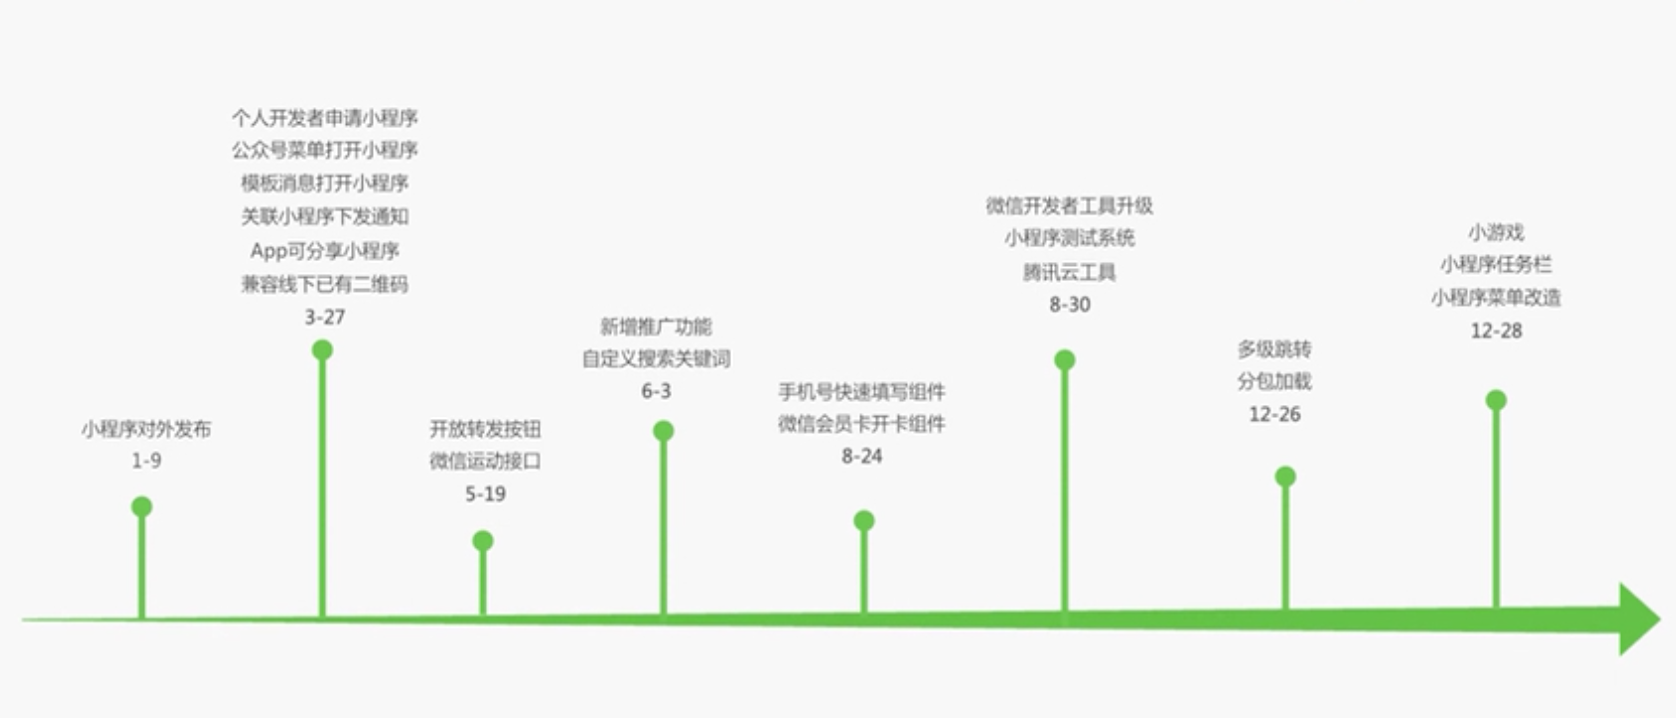 小程序对外发布
1-9
个人开发者申请小程序
公众号菜单打开小程序
模板消息打开小程序
关联小程序下发通知
App可分享小程序
兼容线下已有二维码
3-27
开放转发按钮
微信运动接口
5-19
新增推广功能
自定义搜索关键词
6-3
手机号快速填写组件
微信会员卡开卡组件
8-24
微信开发者工具升级
小程序测试系统
腾讯云工具
8-30
多级跳转
分包加载
12-26
小游戏
小程序任务栏
小程序菜单改造
12-28